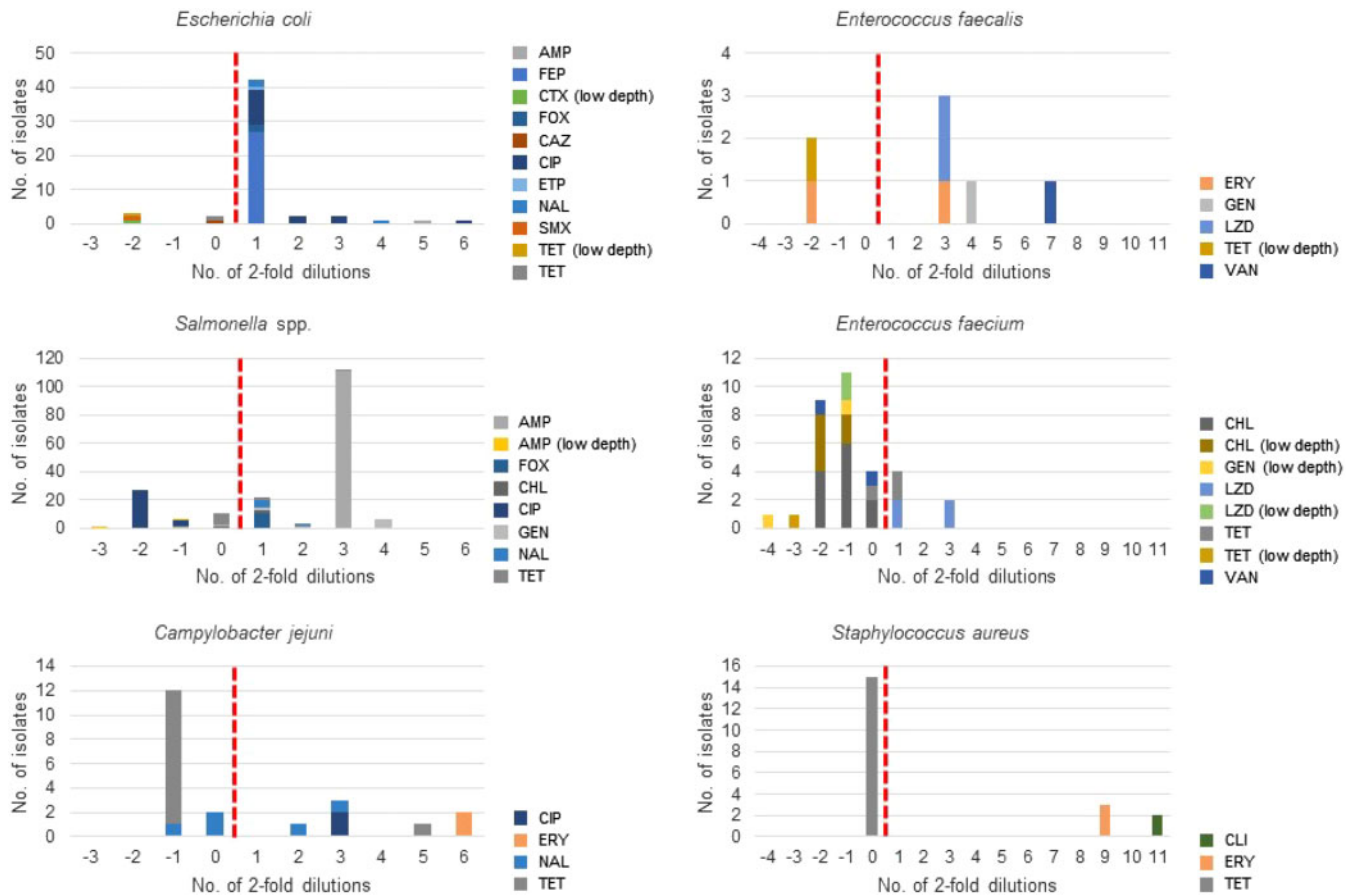 Escherichia coli
50
40
30
20
10
0
No. of isolates
-3 -2 -1 0 1 2 3 4 5 6
No. of 2-fold dilutions
AMP
FEP
CTX (low depth)
FOX
CAZ
CIP
ETP
NAL
SMX
TET (low depth)
TET
Enterococcus faecalis
4
3
2
1
0
No. of isolates
-4 -3 -2 -1 0 1 2 3 4 5 6 7 8 9 10 11
No. of 2-fold dilutions
ERY
GEN
LZD
TET (low depth)
VAN
Salmonella spp.
120
100
80
60
40
20
0
No. of isolates
-3 -2 -1 0 1 2 3 4 5 6
No. of 2-fold dilutions
AMP
AMP (low depth)
FOX
CHL
CIP
GEN
NAL
TET
Enterococcus faecium
12
10
8
6
4
2
0
No. of isolates
-4 -3 -2 -1 0 1 2 3 4 5 6 7 8 9 10 11
No. of 2-fold dilutions
CHL
CHL (low depth)
GEN (low depth)
LZD
LZD (low depth)
TET
TET (low depth)
VAN
Campylobacter jejuni
14
12
10
8
6
4
2
0
No. of isolates
-3 -2 -1 0 1 2 3 4 5 6
No. of 2-fold dilutions
CIP
ERY
NAL
TET
Staphylococcus aureus
16
14
12
10
8
6
4
2
0
No. of isolates
-4 -3 -2 -1 0 1 2 3 4 5 6 7 8 9 10 11
No. of 2-fold dilutions
CLI
ERY
TET